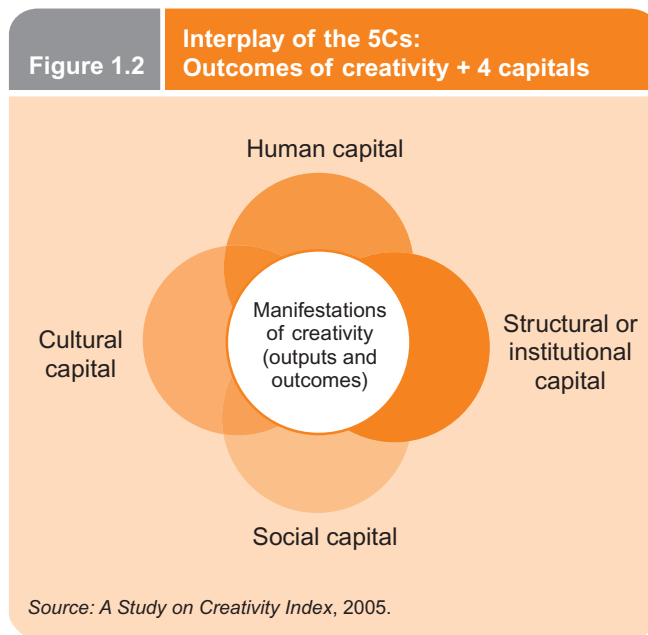 Figure 1.2
Interplay of the 5Cs:
Outcomes of creativity + 4 capitals
Human capital
Cultural
capital
Manifestations
of creativity
(outputs and
outcomes)
Structural or
institutional
capital
Social capital
Source: A Study on Creativity Index, 2005.